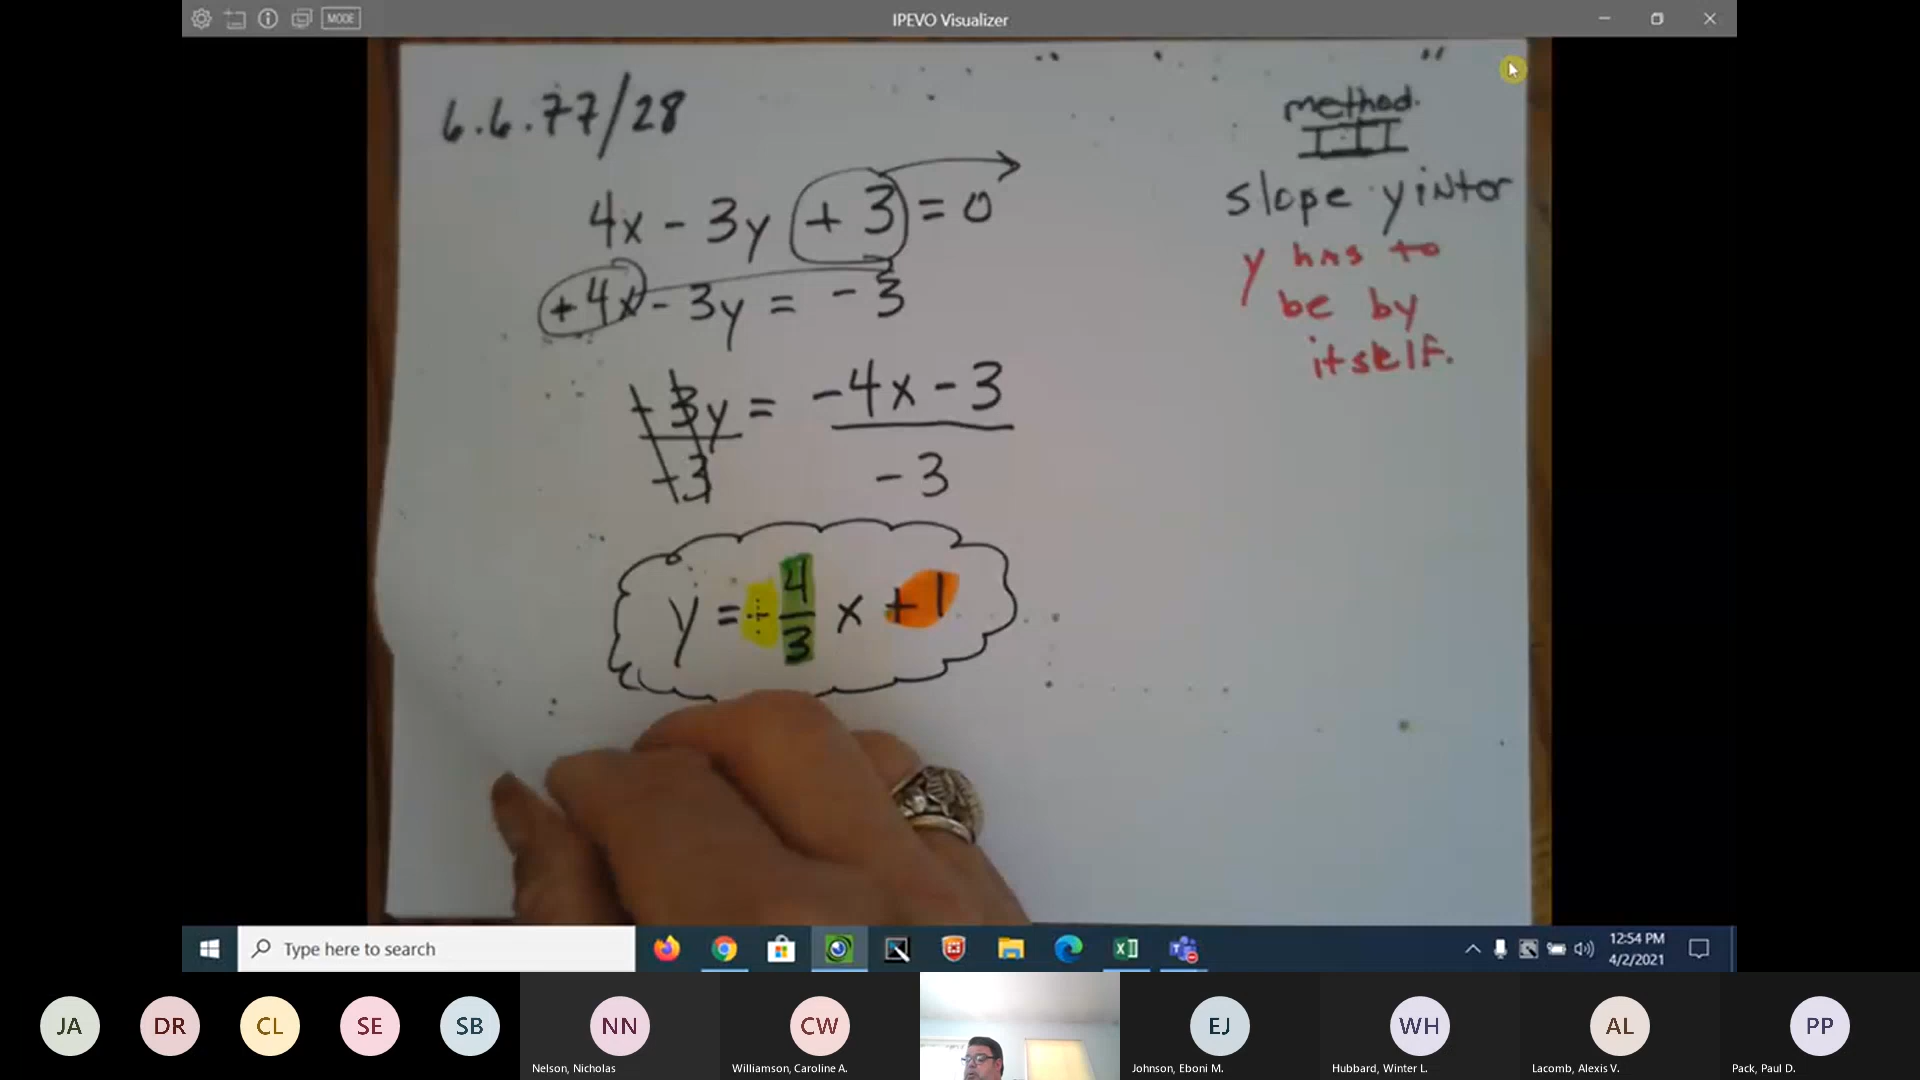 MODE
IPEVO Visualizer
6.6.77/28
method.
III
4x - 3y + 3 = 0
slope y inter
y has to
be by
itself.
+4x - 3y = -3
-3y = -4x - 3
-3 -3
y = + 4/3 x + 1
Type here to search
12:54 PM
4/2/2021
JA DR CL SE SB NN CW EJ WH AL PP
Nelson, Nicholas Williamson, Caroline A. Johnson, Eboni M. Hubbard, Winter L. Lacomb, Alexis V. Pack, Paul D.